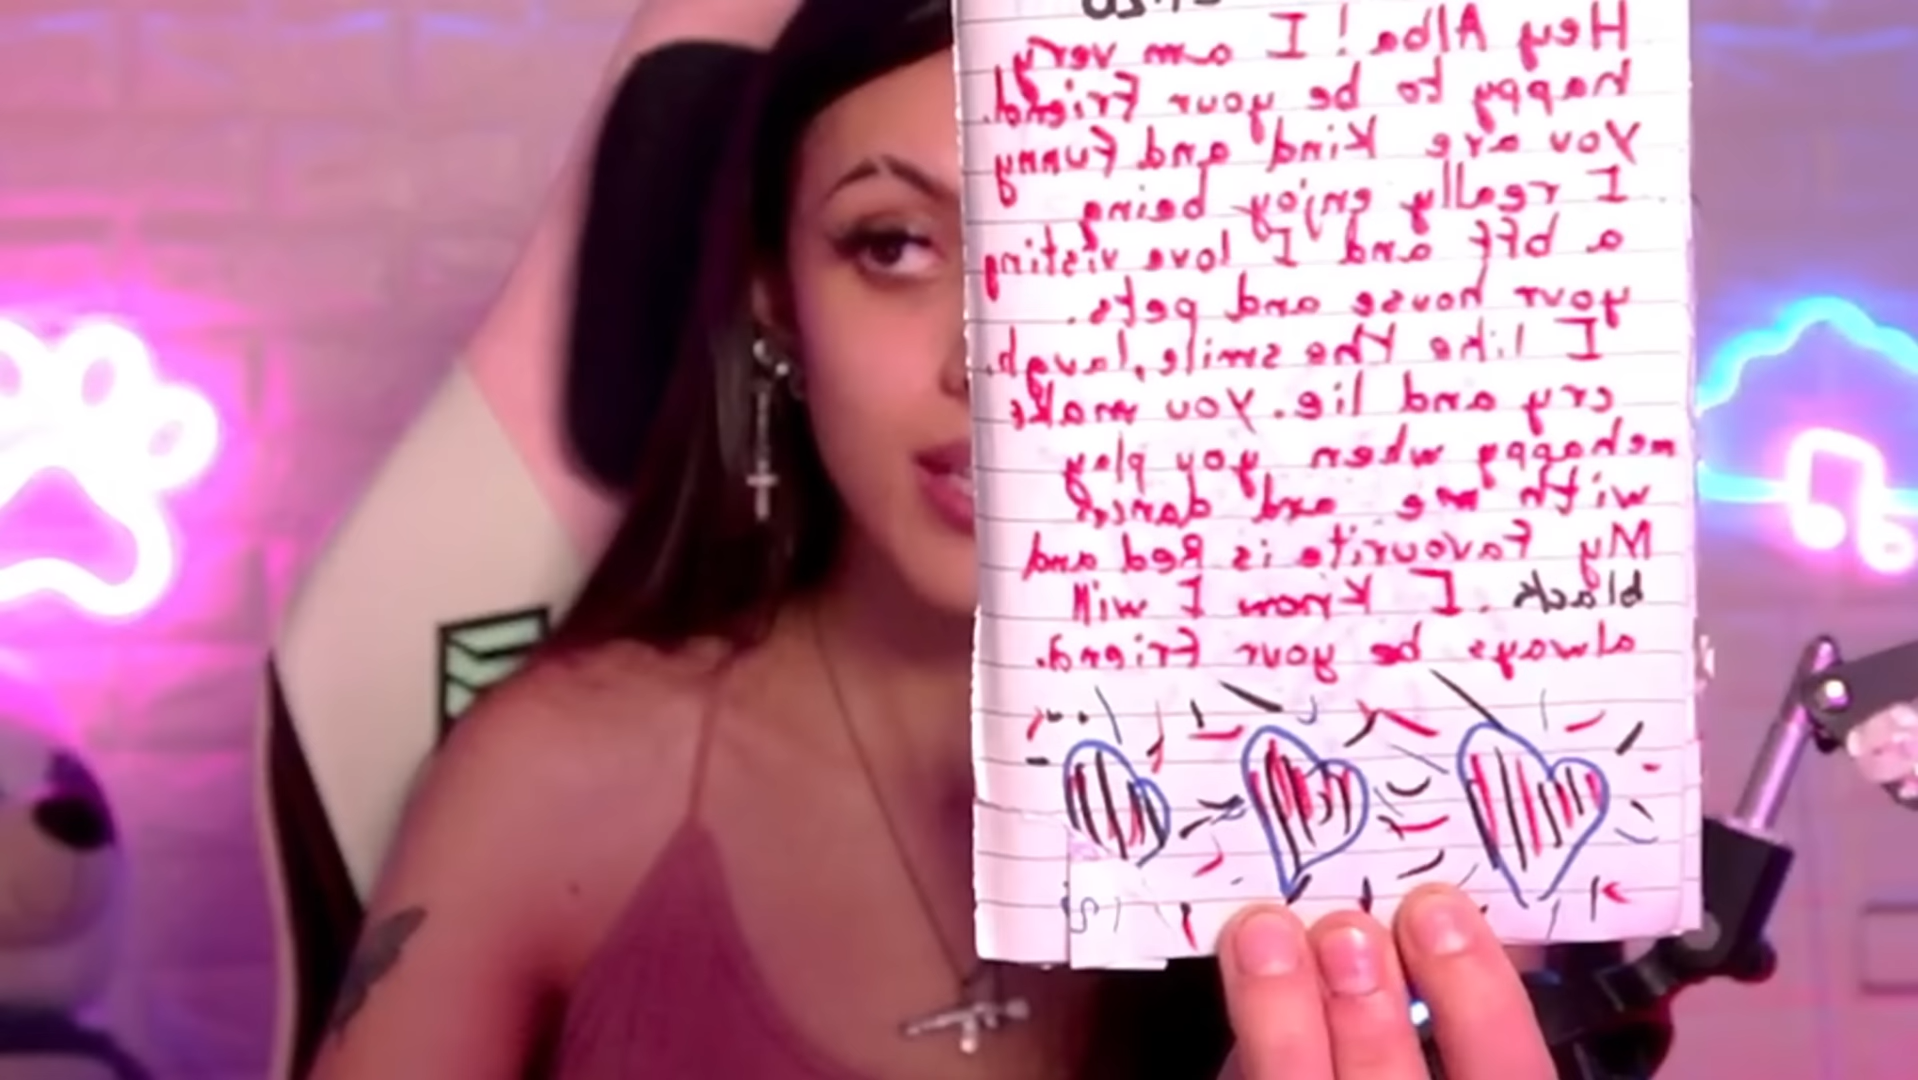 Hey Alba! I am very
happy to be your friend.
You are kind and funny
I really enjoy being
a bff and I love visiting
your house and pets.
I like the smile, laugh,
cry and lie. You make
mehappy when yoy play
with me and dance
My favourite is Red and
black. I know I will
always be your friend.